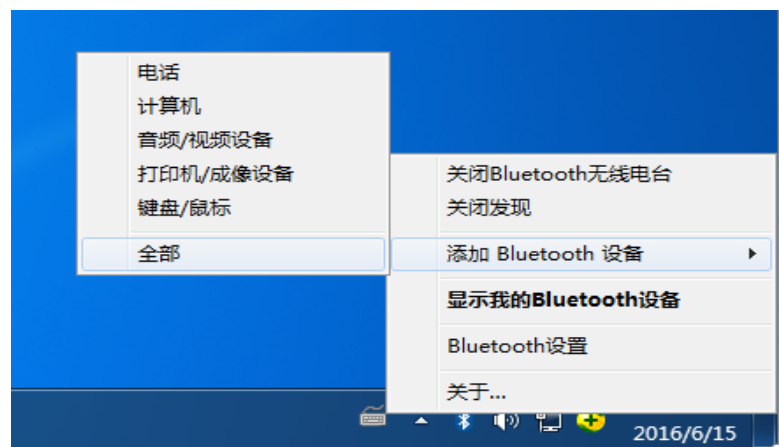 电话
计算机
音频/视频设备
打印机/成像设备
键盘/鼠标
全部
关闭Bluetooth无线电台
关闭发现
添加 Bluetooth 设备
显示我的Bluetooth设备
Bluetooth设置
关于...
2016/6/15